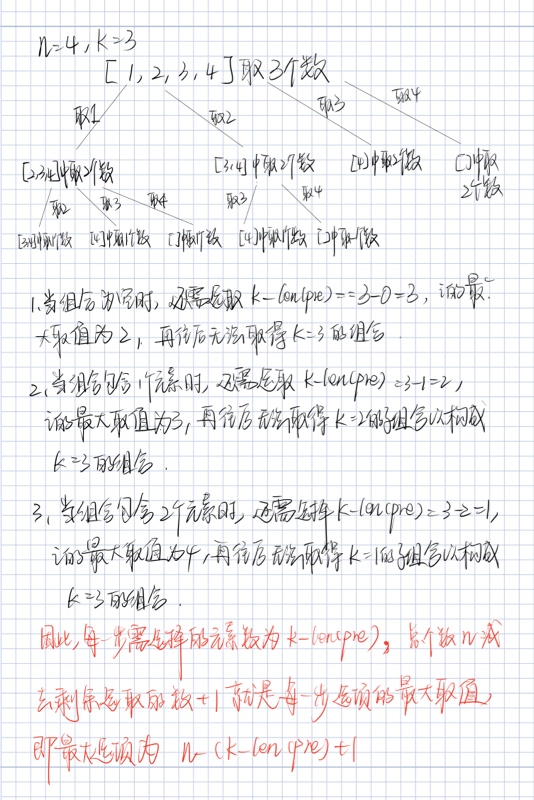 n=4, k=3
[1,2,3,4]取3个数
取1 取2 取3 取4
[2,3,4]中取2个数 [3,4]中取2个数 [4]中取2个数 []中取2个数
取2 取3 取4 取3 取4
[3,4]中取1个数 [4]中取1个数 []中取1个数 [4]中取1个数 []中取1个数
1、当组合为空时, 还需选取 k-len(pre)==3-0=3, i的最
大取值为2, 再往后无法取得k=3的组合.
2、当组合包含1个元素时, 还需选取 k-len(pre)=3-1=2,
i的最大取值为3, 再往后无法取得k=2的子组合以构成
k=3的组合.
3、当组合包含2个元素时, 还需选择k-len(pre)=3-2=1,
i的最大取值为4, 再往后无法取得k=1的子组合以构成
k=3的组合.
因此, 每一步需选择的元素数为k-len(pre), 总个数n减
去剩余选取的数+1就是每一步选项的最大取值,
即最大选项为 n-(k-len(pre)+1